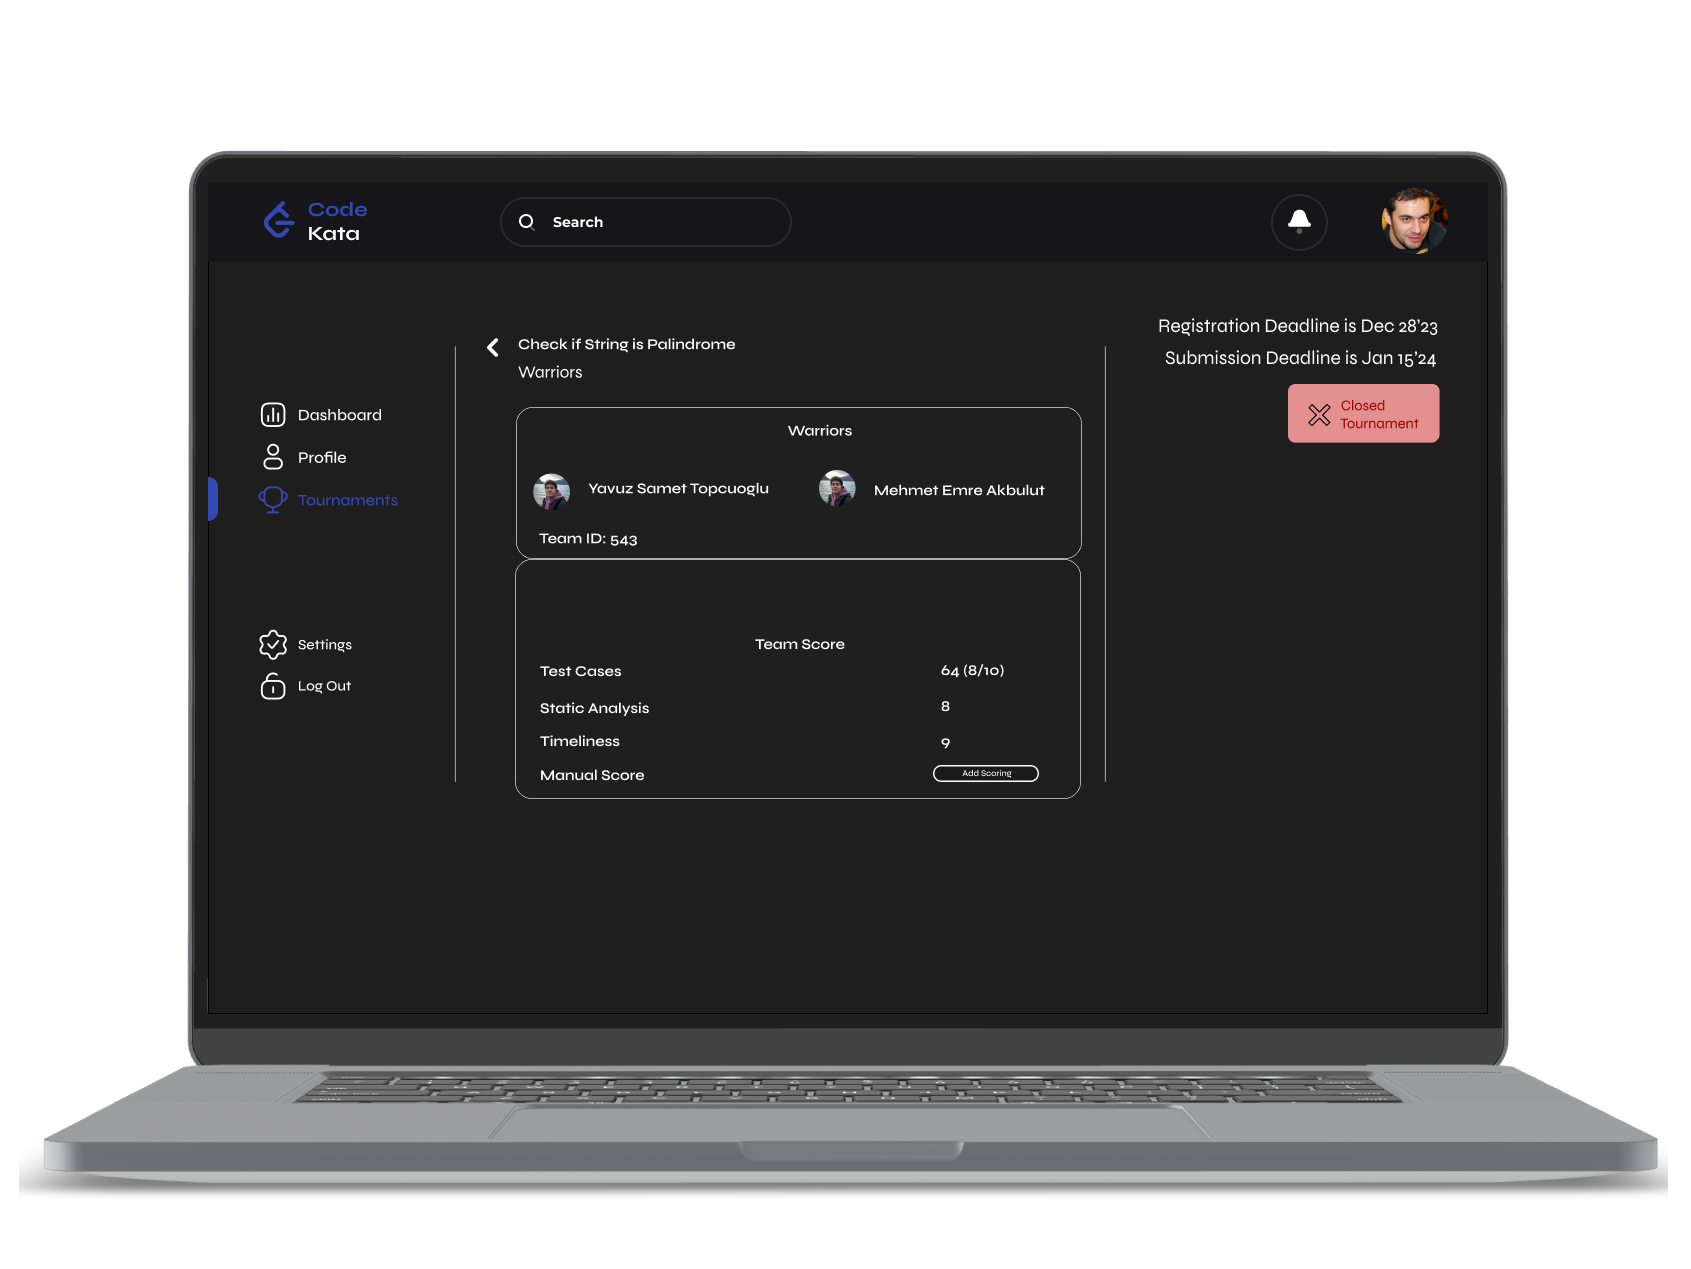 Code
Kata
Search
Registration Deadline is Dec 28'23
Submission Deadline is Jan 15'24
Closed
Tournament
Dashboard
Profile
Tournaments
Settings
Log Out
Check if String is Palindrome
Warriors
Warriors
Yavuz Samet Topcuoglu
Mehmet Emre Akbulut
Team ID: 543
Team Score
Test Cases 64 (8/10)
Static Analysis 8
Timeliness 9
Manual Score Add Scoring